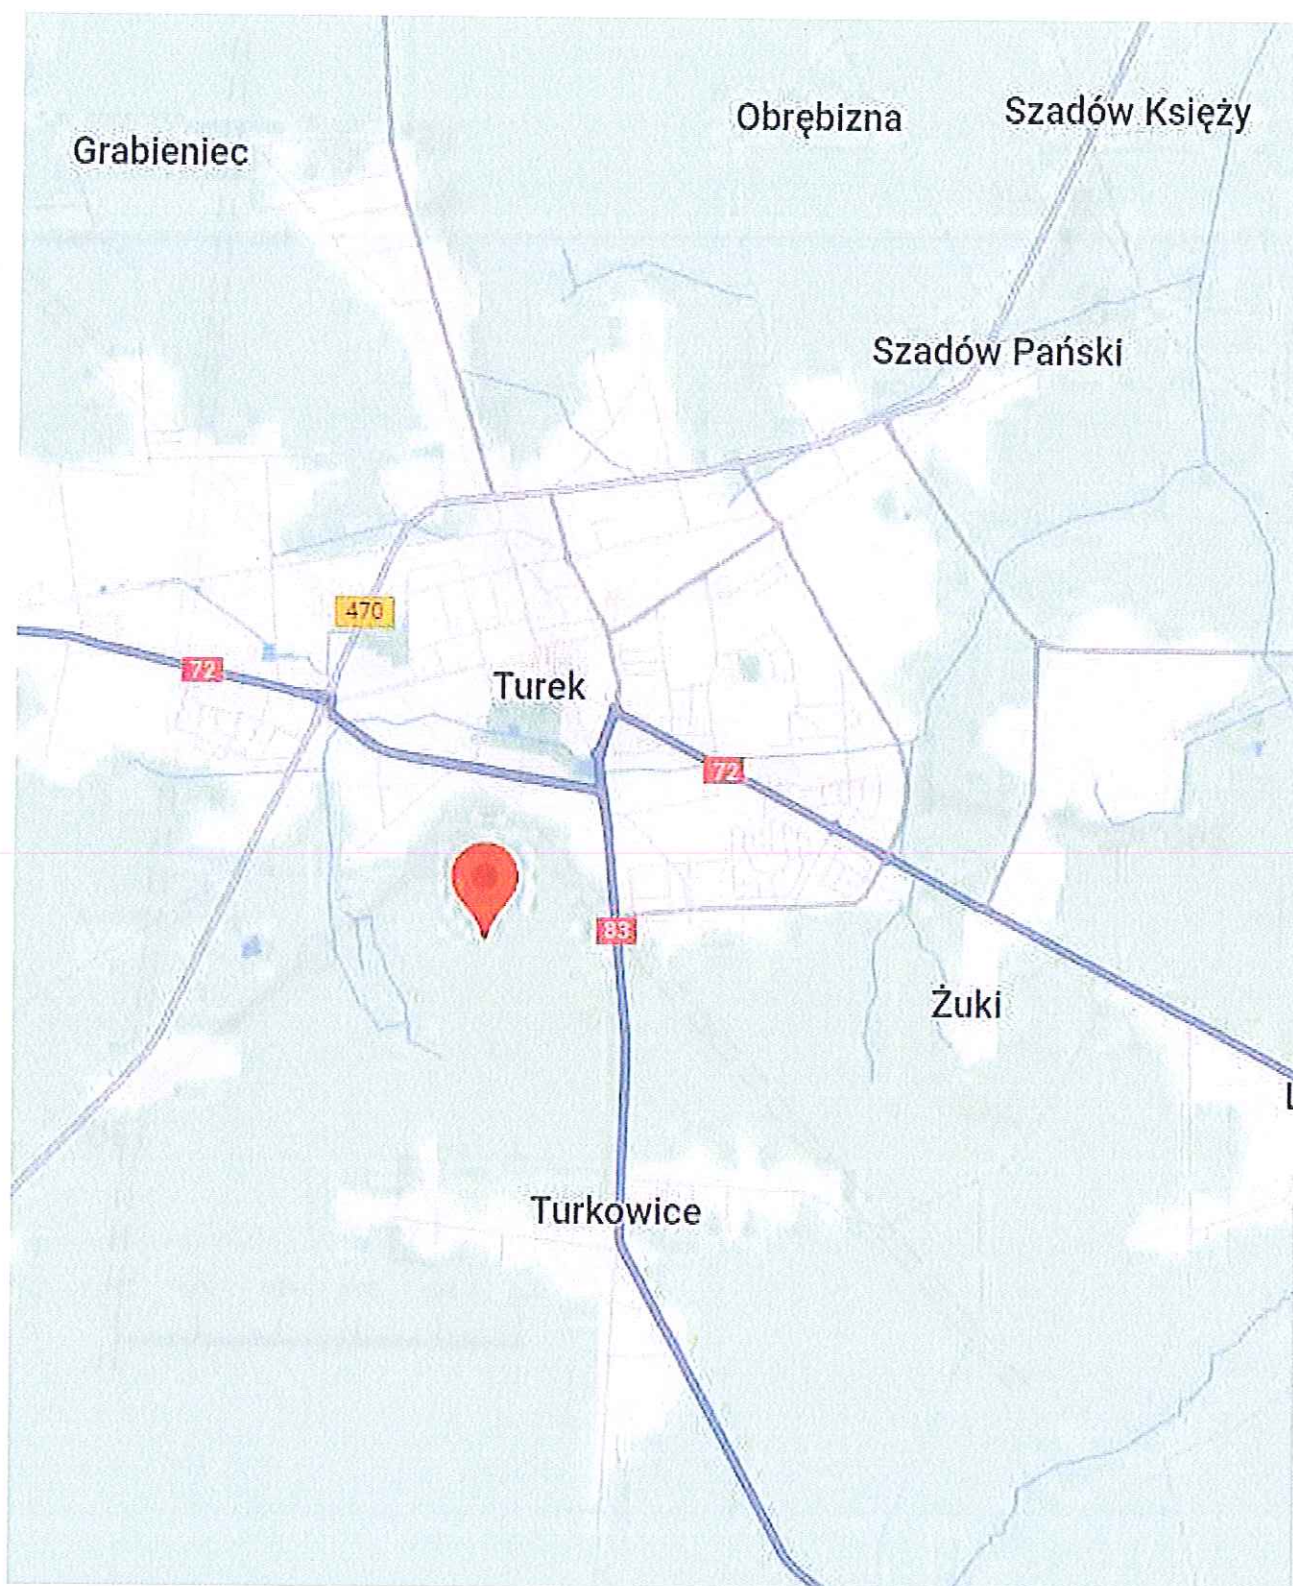 Obrębizna
Szadów Księży
Grabieniec
Szadów Pański
470
72
Turek
72
83
Żuki
L
Turkowice